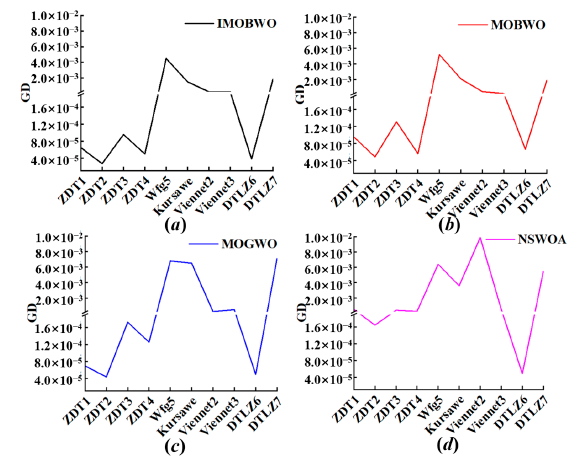 IMOBWO
GD
1.0×10⁻²
8.0×10⁻³
6.0×10⁻³
4.0×10⁻³
2.0×10⁻³
1.6×10⁻⁴
1.2×10⁻⁴
8.0×10⁻⁵
4.0×10⁻⁵
ZDT1
ZDT2
ZDT3
ZDT4
Wfg5
Kursawe
Viennet2
Viennet3
DTLZ6
DTLZ7
(a)
MOBWO
GD
1.0×10⁻²
8.0×10⁻³
6.0×10⁻³
4.0×10⁻³
2.0×10⁻³
1.6×10⁻⁴
1.2×10⁻⁴
8.0×10⁻⁵
4.0×10⁻⁵
ZDT1
ZDT2
ZDT3
ZDT4
Wfg5
Kursawe
Viennet2
Viennet3
DTLZ6
DTLZ7
(b)
MOGWO
GD
1.0×10⁻²
8.0×10⁻³
6.0×10⁻³
4.0×10⁻³
2.0×10⁻³
1.6×10⁻⁴
8.0×10⁻⁵
4.0×10⁻⁵
ZDT1
ZDT2
ZDT3
ZDT4
Wfg5
Kursawe
Viennet2
Viennet3
DTLZ6
DTLZ7
(c)
NSWOA
GD
1.0×10⁻²
8.0×10⁻³
6.0×10⁻³
4.0×10⁻³
2.0×10⁻³
1.6×10⁻⁴
8.0×10⁻⁵
4.0×10⁻⁵
ZDT1
ZDT2
ZDT3
ZDT4
Wfg5
Kursawe
Viennet2
Viennet3
DTLZ6
DTLZ7
(d)